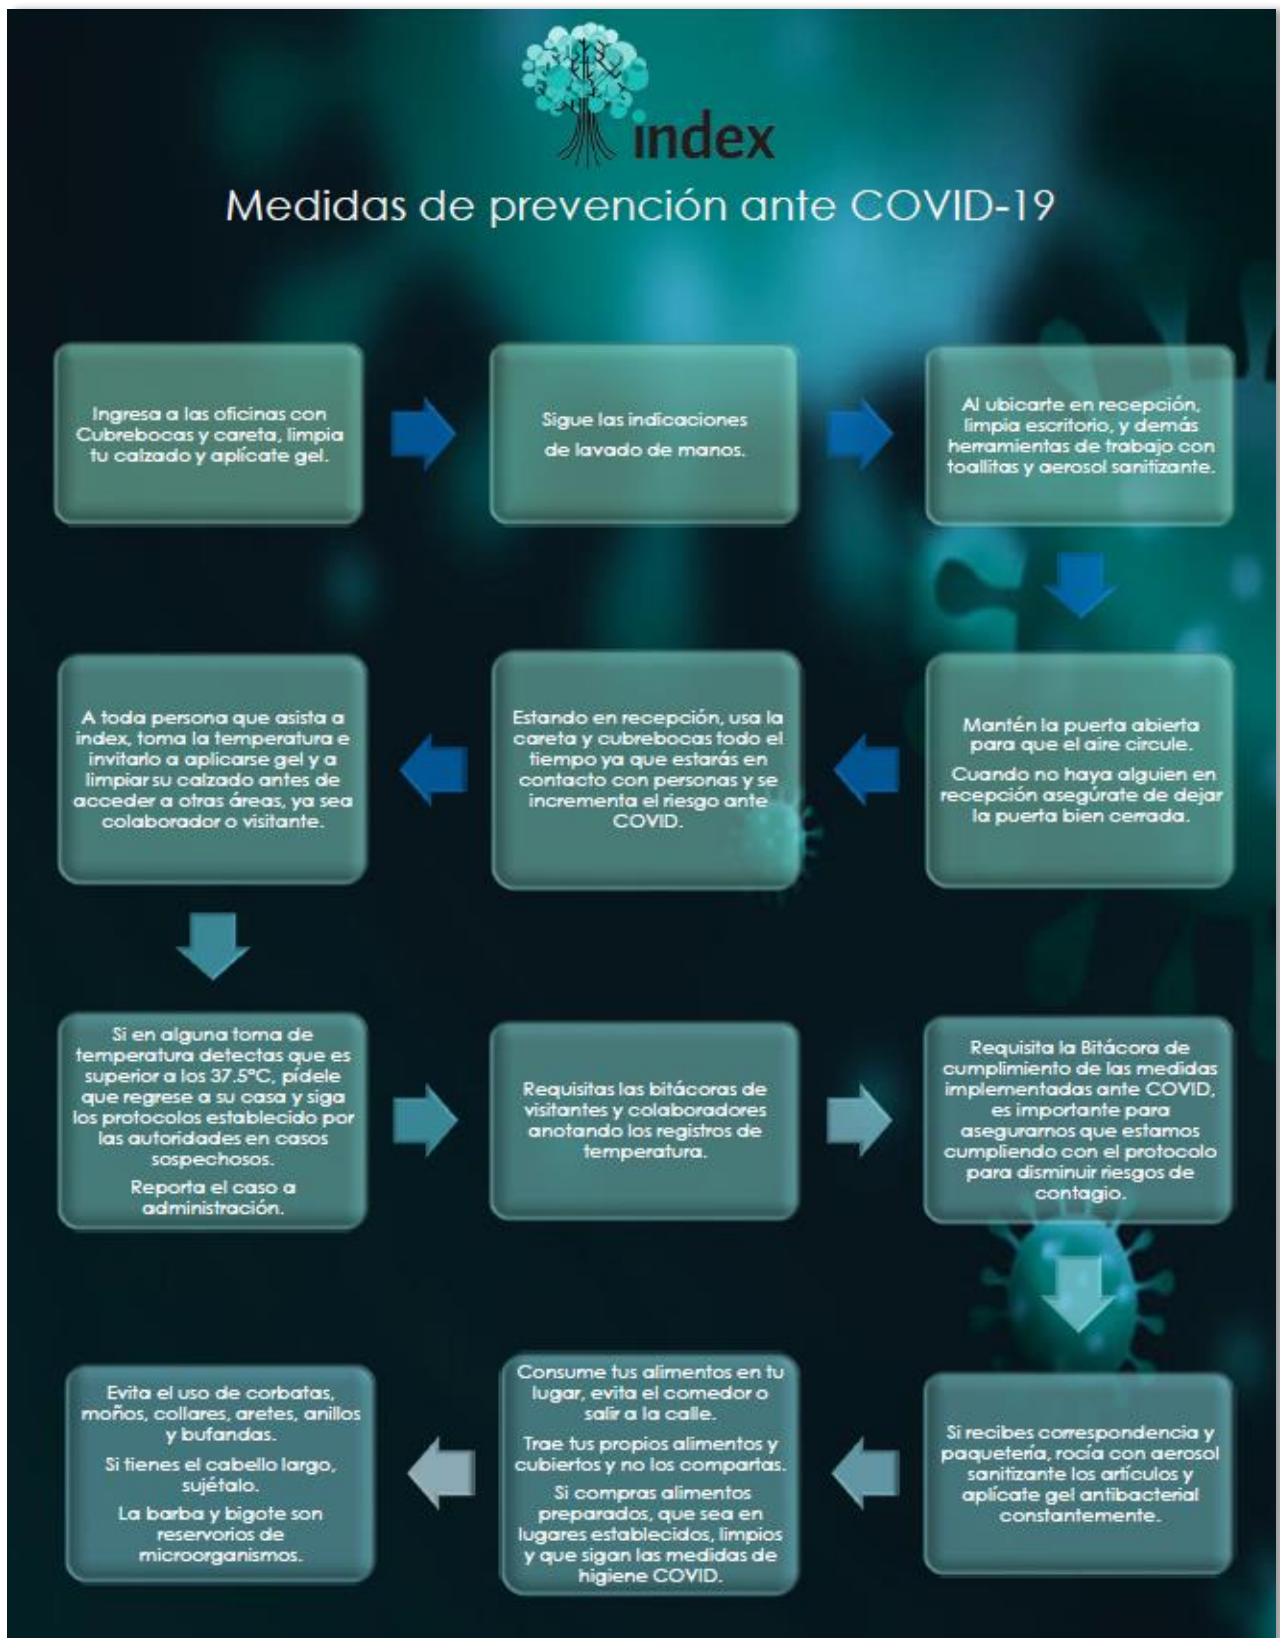 index
Medidas de prevención ante COVID-19
Ingresa a las oficinas con
Cubrebocas y careta, limpia
tu calzado y aplícate gel.
Sigue las indicaciones
de lavado de manos.
Al ubicarte en recepción,
limpia escritorio, y demás
herramientas de trabajo con
toallitas y aerosol sanitizante.
Mantén la puerta abierta
para que el aire circule.
Cuando no haya alguien en
recepción asegúrate de dejar
la puerta bien cerrada.
Estando en recepción, usa la
careta y cubrebocas todo el
tiempo ya que estarás en
contacto con personas y se
incrementa el riesgo ante
COVID.
A toda persona que asista a
index, toma la temperatura e
invitarlo a aplicarse gel y a
limpiar su calzado antes de
acceder a otras áreas, ya sea
colaborador o visitante.
Si en alguna toma de
temperatura detectas que es
superior a los 37.5°C, pídele
que regrese a su casa y siga
los protocolos establecido por
las autoridades en casos
sospechosos.
Reporta el caso a
administración.
Requisitas las bitácoras de
visitantes y colaboradores
anotando los registros de
temperatura.
Requisita la Bitácora de
cumplimiento de las medidas
implementadas ante COVID,
es importante para
asegurarnos que estamos
cumpliendo con el protocolo
para disminuir riesgos de
contagio.
Si recibes correspondencia y
paquetería, rocía con aerosol
sanitizante los artículos y
aplícate gel antibacterial
constantemente.
Consume tus alimentos en tu
lugar, evita el comedor o
salir a la calle.
Trae tus propios alimentos y
cubiertos y no los compartas.
Si compras alimentos
preparados, que sea en
lugares establecidos, limpios
y que sigan las medidas de
higiene COVID.
Evita el uso de corbatas,
moños, collares, aretes, anillos
y bufandas.
Si tienes el cabello largo,
sujétalo.
La barba y bigote son
reservorios de
microorganismos.